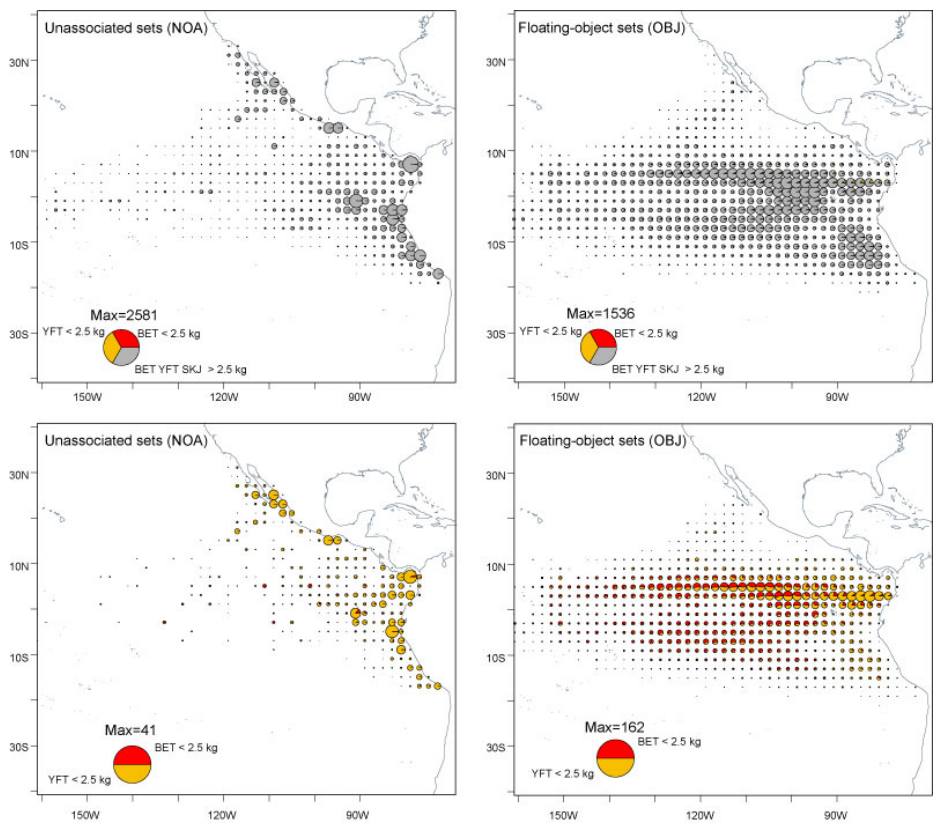 Unassociated sets (NOA)
30N
10N
10S
30S
Max=2581
YFT < 2.5 kg
BET < 2.5 kg
BET YFT SKJ > 2.5 kg
150W
120W
90W
Floating-object sets (OBJ)
30N
10N
10S
30S
Max=1536
YFT < 2.5 kg
BET < 2.5 kg
BET YFT SKJ > 2.5 kg
150W
120W
90W
Unassociated sets (NOA)
30N
10N
10S
30S
Max=41
BET < 2.5 kg
YFT < 2.5 kg
150W
120W
90W
Floating-object sets (OBJ)
30N
10N
10S
30S
Max=162
BET < 2.5 kg
YFT < 2.5 kg
150W
120W
90W